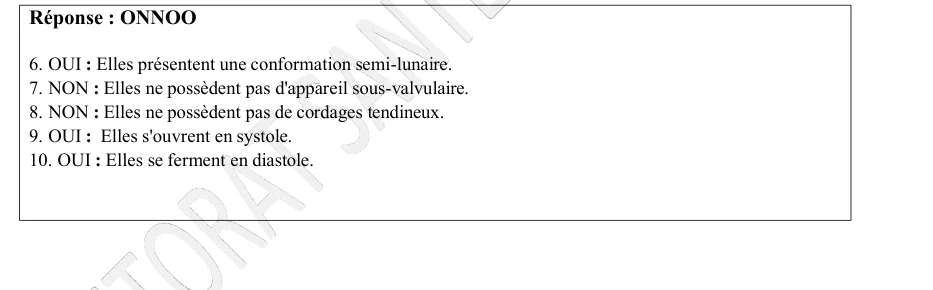 Réponse : ONNOO
6. OUI : Elles présentent une conformation semi-lunaire.
7. NON : Elles ne possèdent pas d'appareil sous-valvulaire.
8. NON : Elles ne possèdent pas de cordages tendineux.
9. OUI :  Elles s'ouvrent en systole.
10. OUI : Elles se ferment en diastole.
TORAT SANTE